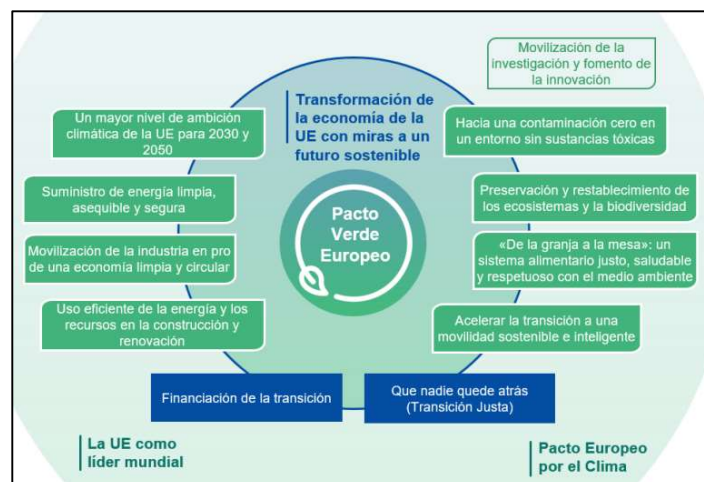 Movilización de la
investigación y fomento de
la innovación
Transformación de
la economía de la
UE con miras a un
futuro sostenible
Un mayor nivel de ambición
climática de la UE para 2030 y
2050
Hacia una contaminación cero en
un entorno sin sustancias tóxicas
Suministro de energía limpia,
asequible y segura
Preservación y restablecimiento de
los ecosistemas y la biodiversidad
Pacto
Verde
Europeo
Movilización de la industria en pro
de una economía limpia y circular
«De la granja a la mesa»: un
sistema alimentario justo, saludable
y respetuoso con el medio ambiente
Uso eficiente de la energía y los
recursos en la construcción y
renovación
Acelerar la transición a una
movilidad sostenible e inteligente
Financiación de la transición
Que nadie quede atrás
(Transición Justa)
La UE como
líder mundial
Pacto Europeo
por el Clima